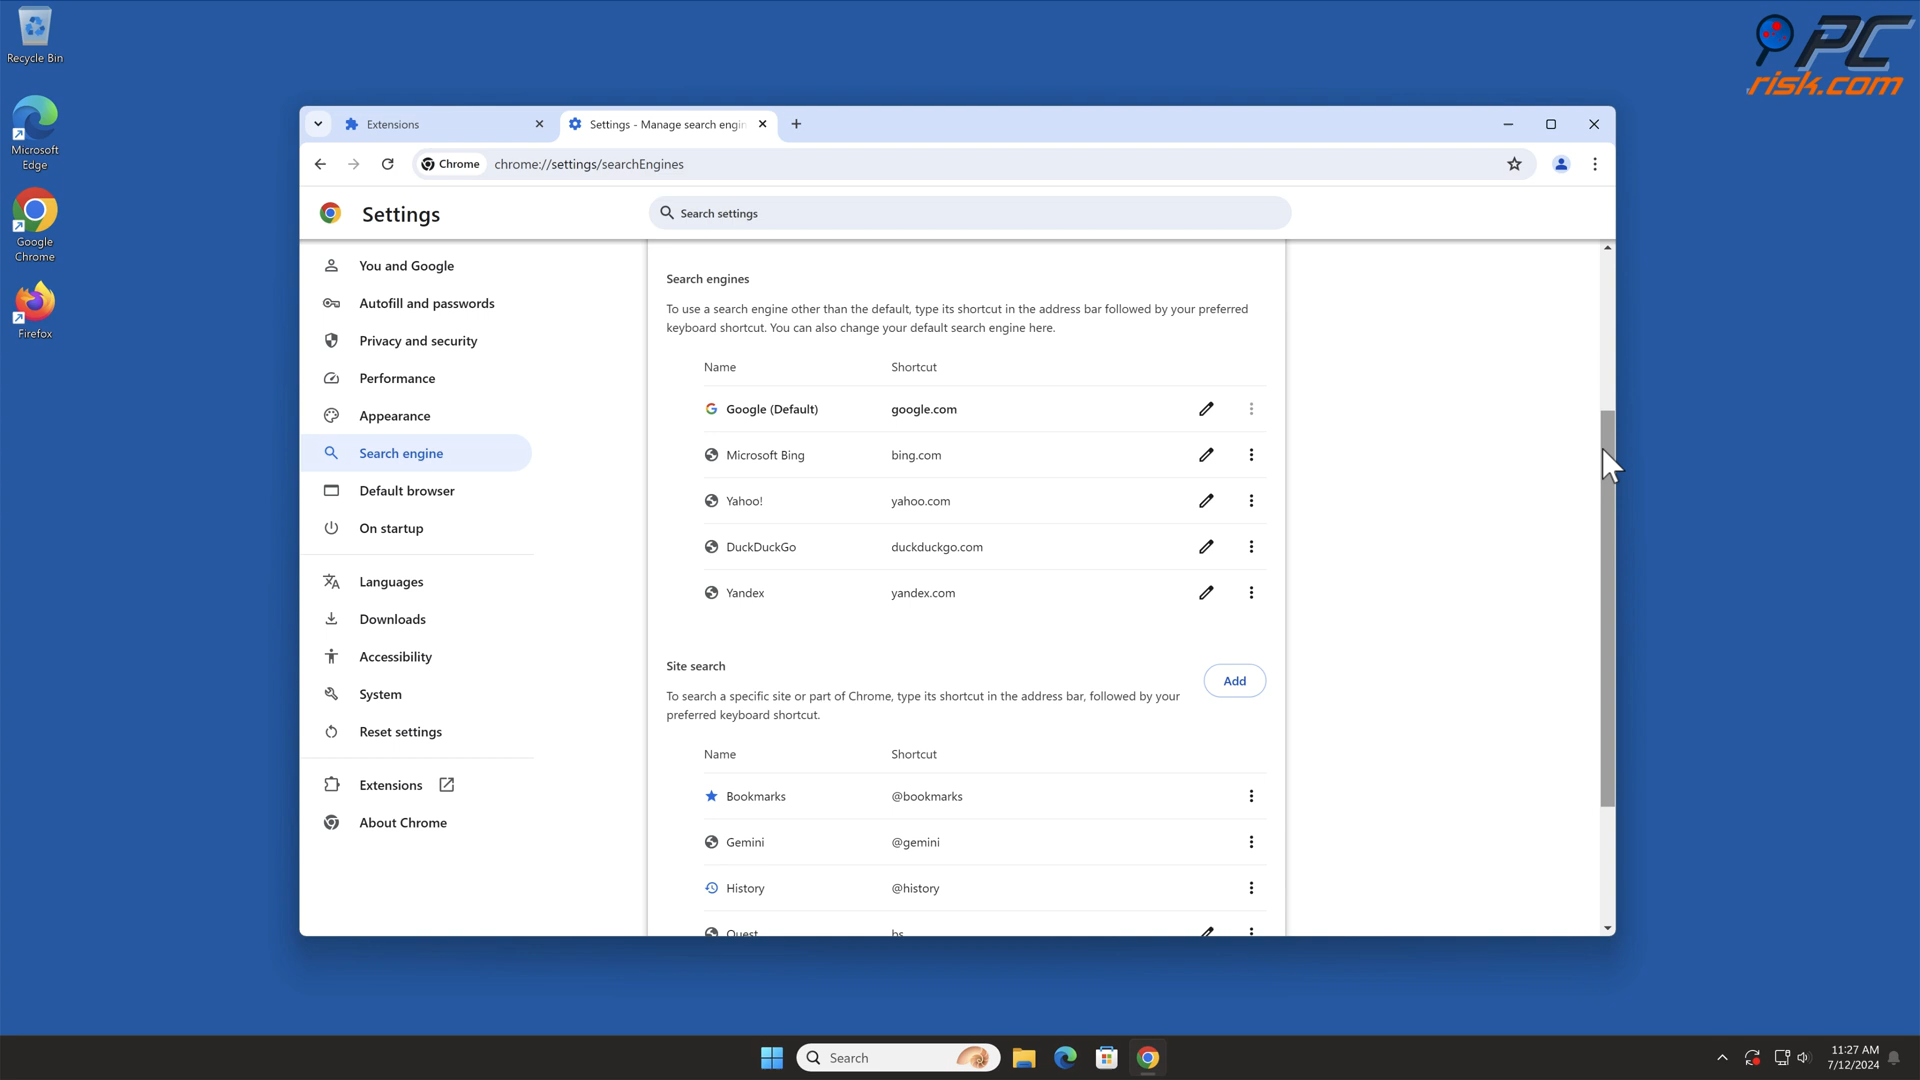 Recycle Bin
Microsoft
Edge
Google
Chrome
Firefox
PC
risk.com
Extensions
Settings - Manage search engin
Chrome
chrome://settings/searchEngines
Settings
Search settings
You and Google
Autofill and passwords
Privacy and security
Performance
Appearance
Search engine
Default browser
On startup
Languages
Downloads
Accessibility
System
Reset settings
Extensions
About Chrome
Search engines
To use a search engine other than the default, type its shortcut in the address bar followed by your preferred
keyboard shortcut. You can also change your default search engine here.
Name Shortcut
Google (Default) google.com
Microsoft Bing bing.com
Yahoo! yahoo.com
DuckDuckGo duckduckgo.com
Yandex yandex.com
Site search
Add
To search a specific site or part of Chrome, type its shortcut in the address bar, followed by your
preferred keyboard shortcut.
Name Shortcut
Bookmarks @bookmarks
Gemini @gemini
History @history
Quest hs
Search
11:27 AM
7/12/2024